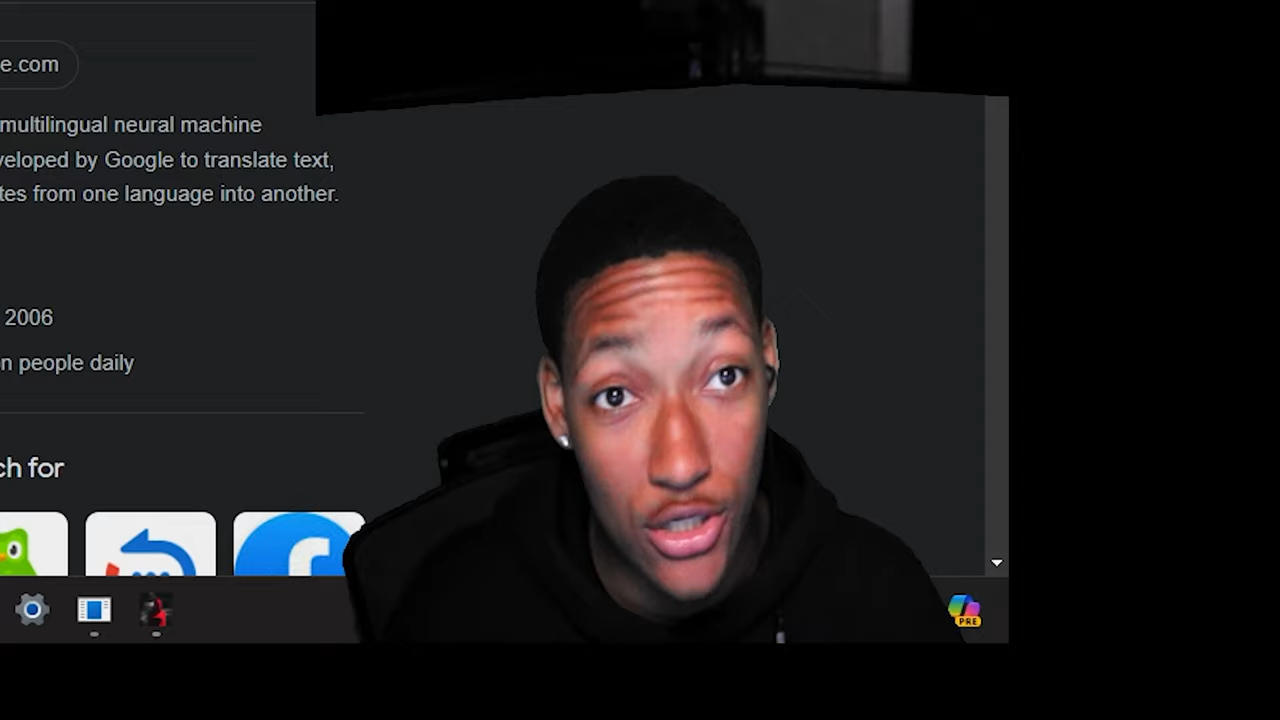 e.com
multilingual neural machine
veloped by Google to translate text,
tes from one language into another.
2006
n people daily
ch for
PRE